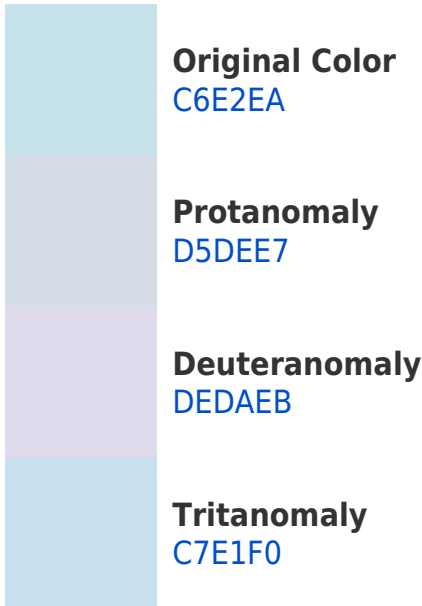 Original Color
C6E2EA
Protanomaly
D5DEE7
Deuteranomaly
DEDAEB
Tritanomaly
C7E1F0